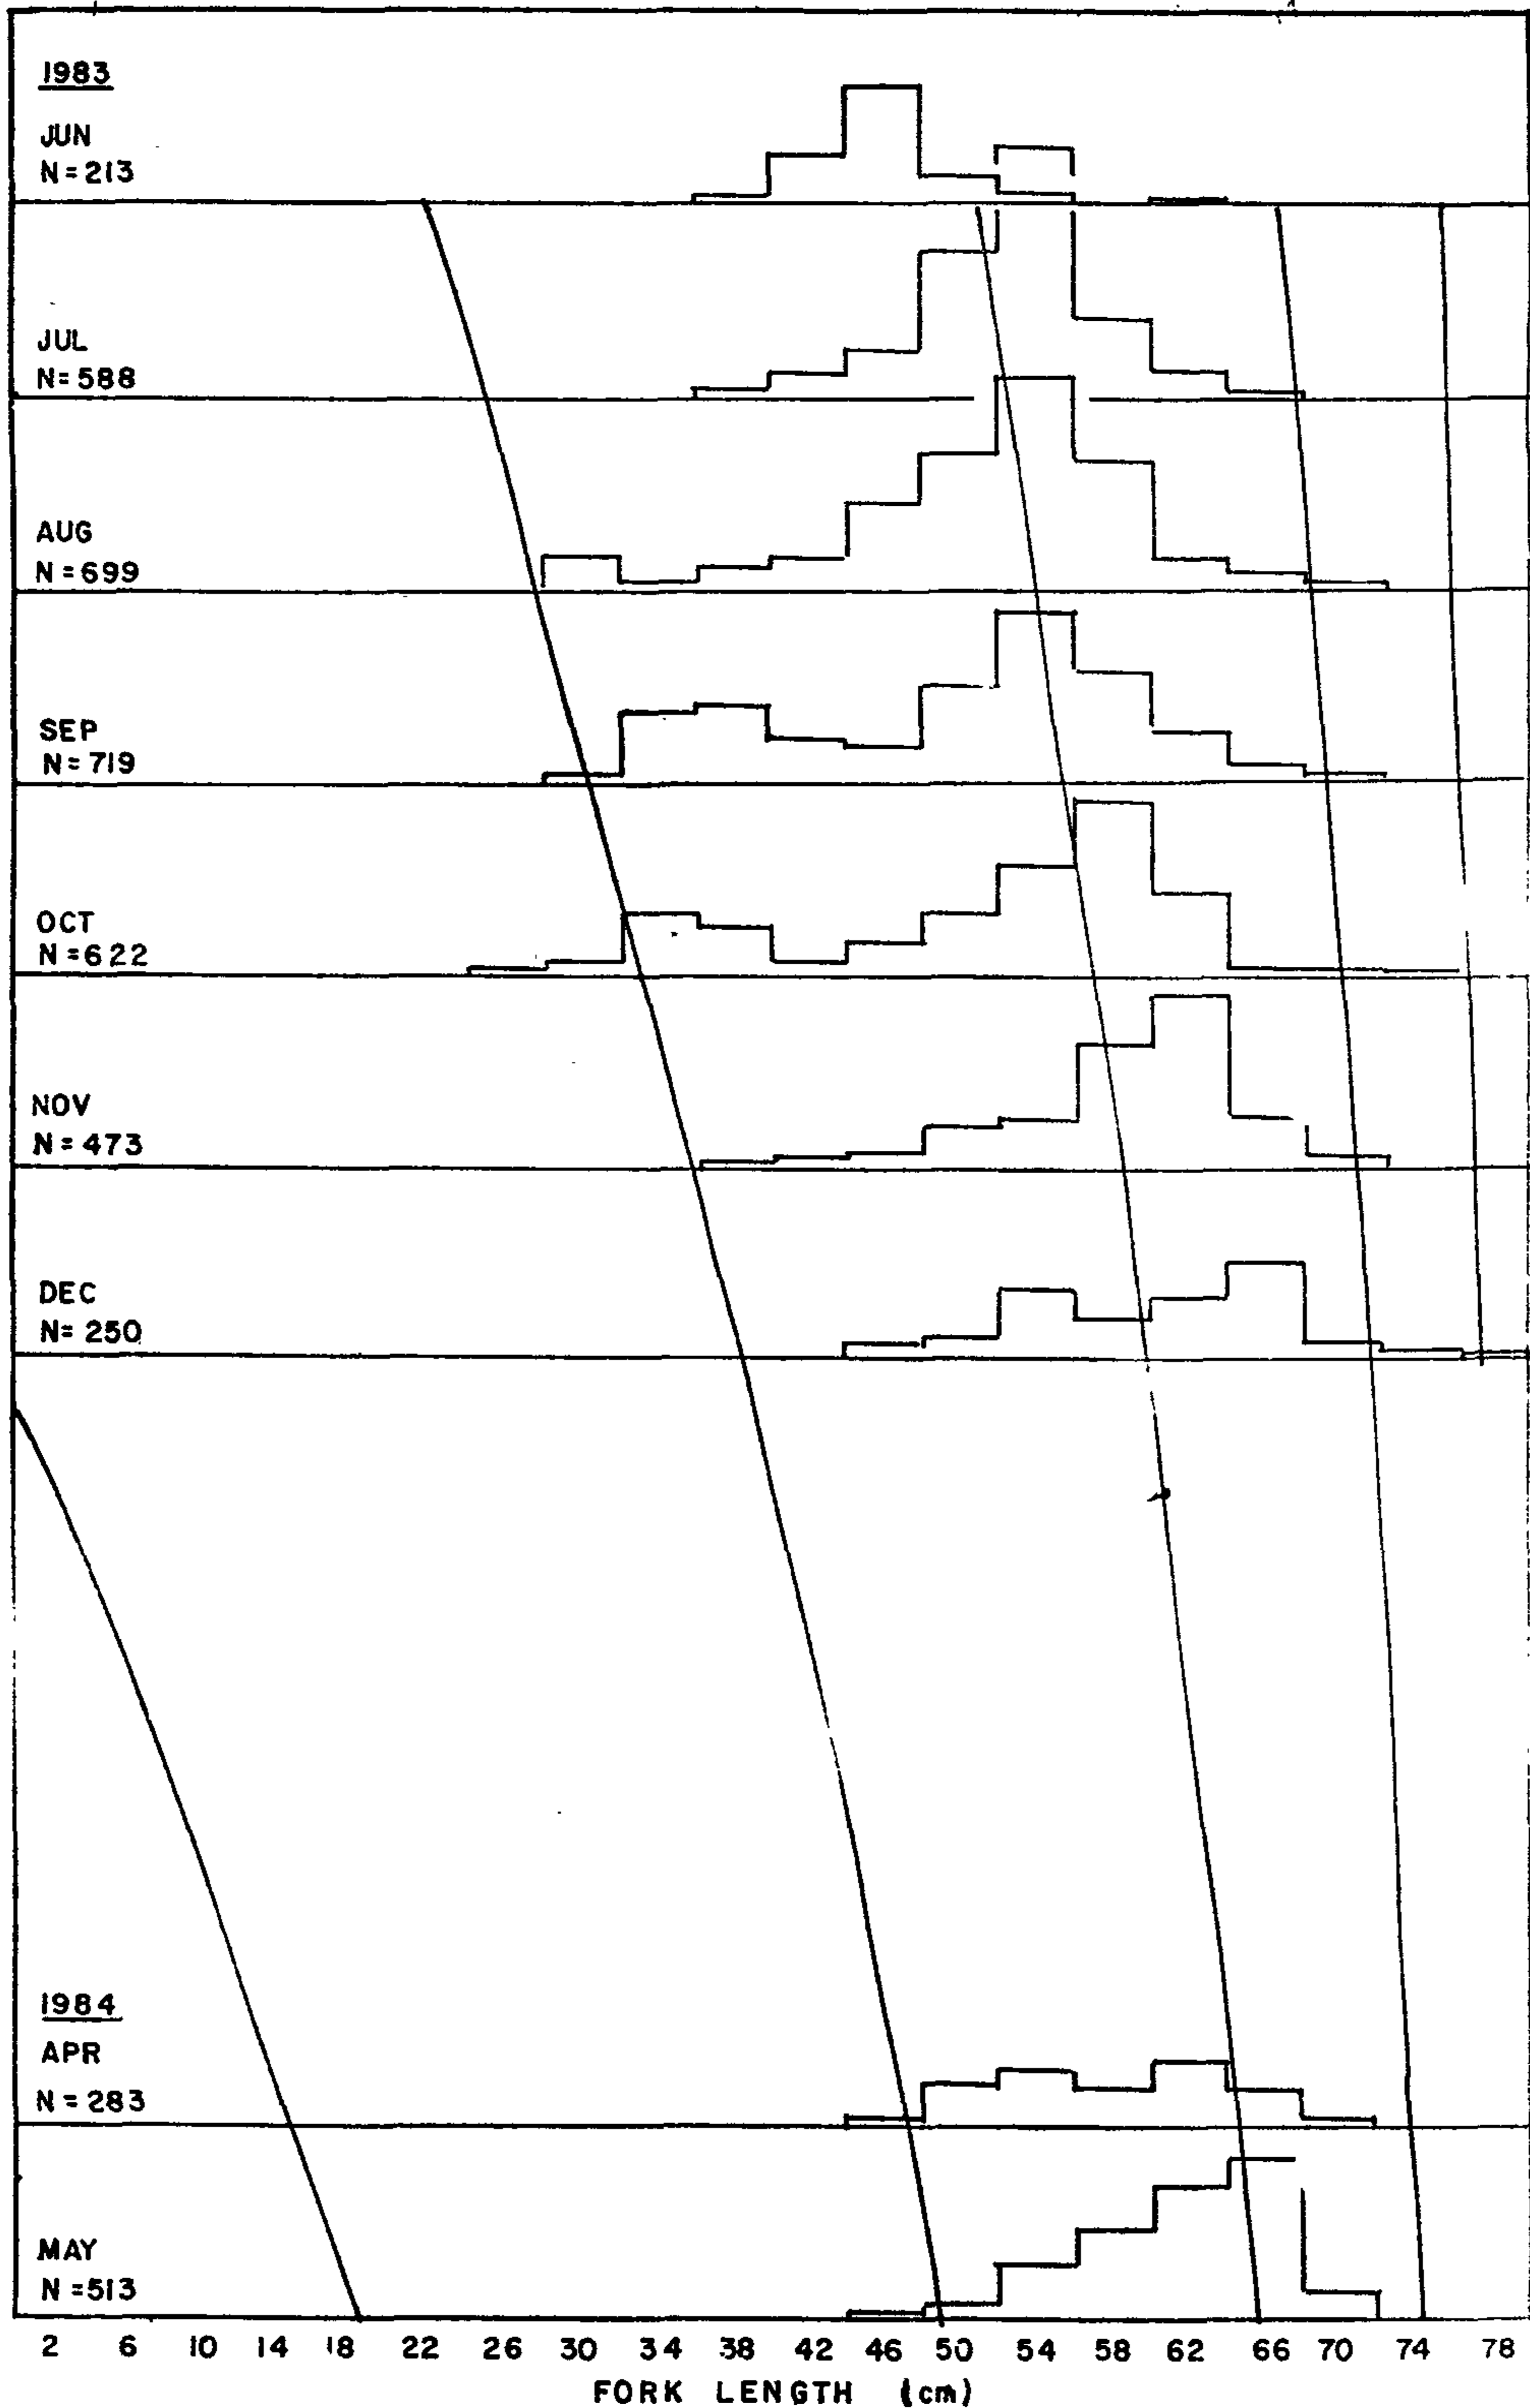 1983
JUN
N=213
JUL
N=588
AUG
N=699
SEP
N=719
OCT
N=622
NOV
N=473
DEC
N=250
1984
APR
N=283
MAY
N=513
2 6 10 14 18 22 26 30 34 38 42 46 50 54 58 62 66 70 74 78
FORK LENGTH (cm)